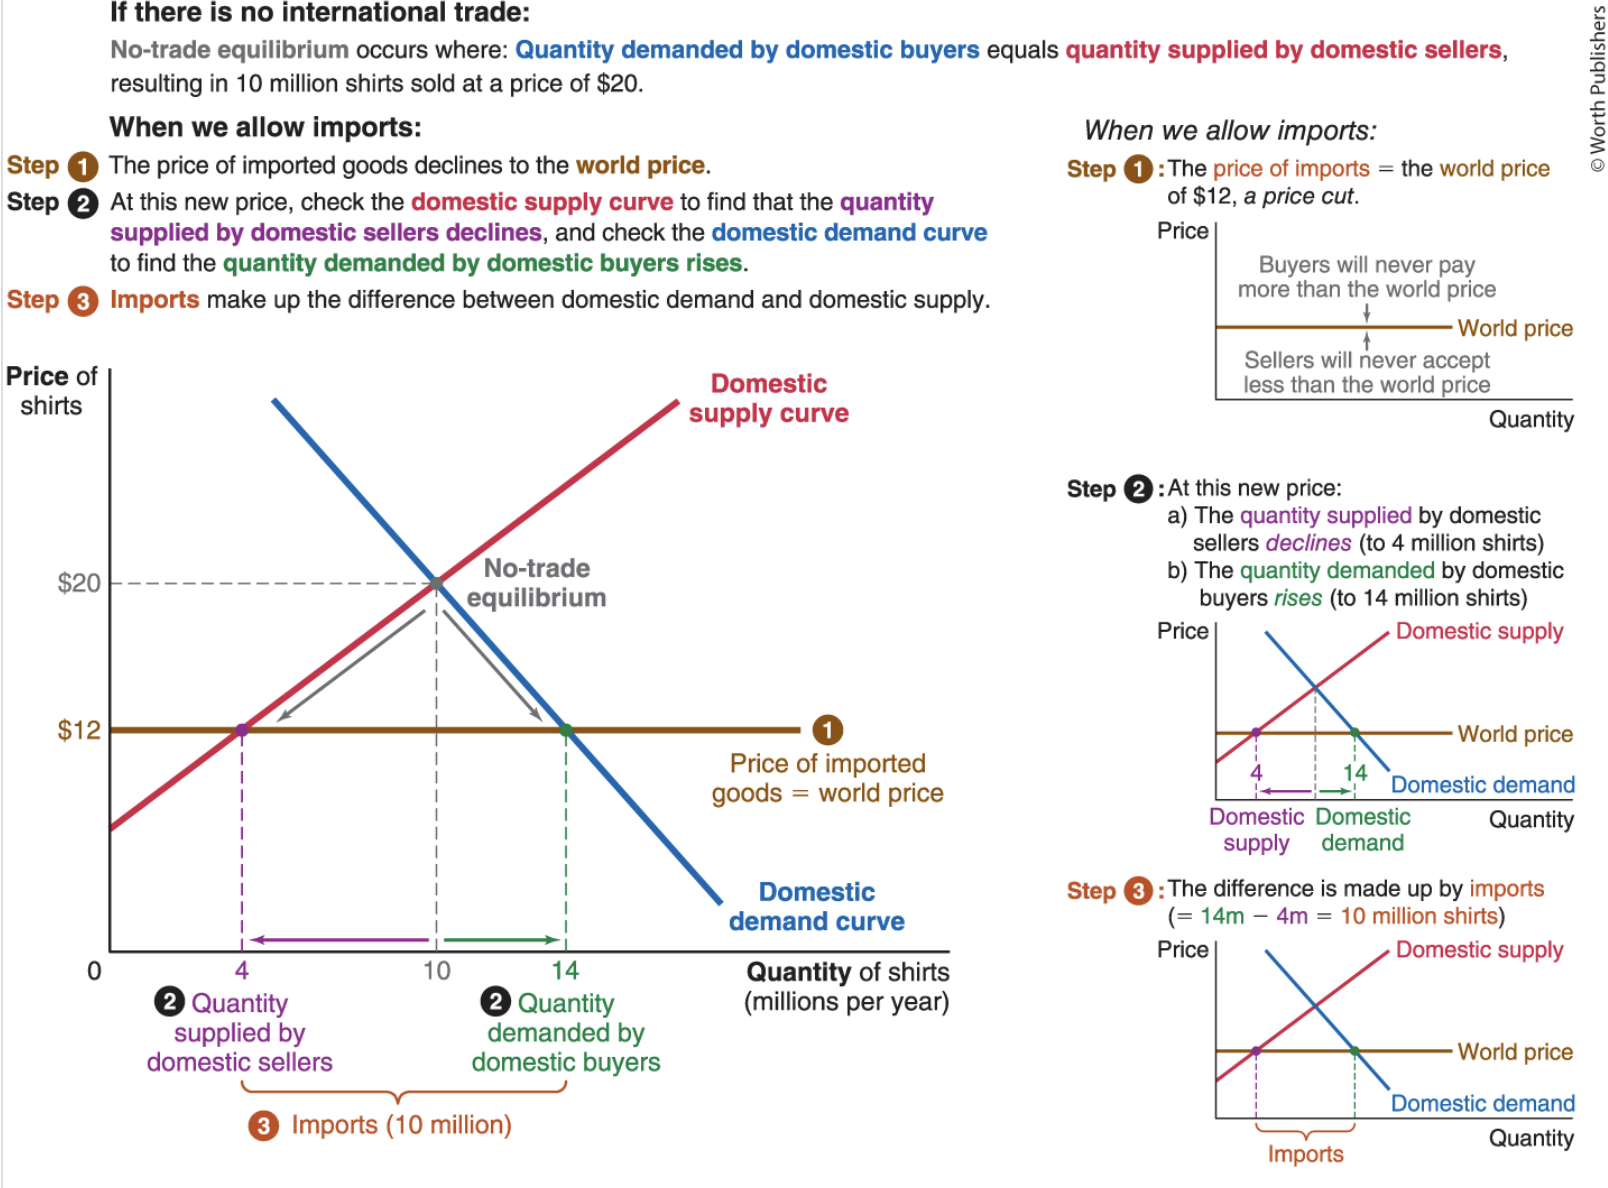 If there is no international trade:
No-trade equilibrium occurs where: Quantity demanded by domestic buyers equals quantity supplied by domestic sellers,
resulting in 10 million shirts sold at a price of $20.
When we allow imports:
Step 1 The price of imported goods declines to the world price.
Step 2 At this new price, check the domestic supply curve to find that the quantity
supplied by domestic sellers declines, and check the domestic demand curve
to find the quantity demanded by domestic buyers rises.
Step 3 Imports make up the difference between domestic demand and domestic supply.
Price of
shirts
Domestic
supply curve
$20
No-trade
equilibrium
$12
1
Price of imported
goods = world price
Domestic
demand curve
0
4
10
14
Quantity of shirts
(millions per year)
2 Quantity
supplied by
domestic sellers
2 Quantity
demanded by
domestic buyers
3 Imports (10 million)
When we allow imports:
Step 1 : The price of imports = the world price
of $12, a price cut.
Price
Buyers will never pay
more than the world price
World price
Sellers will never accept
less than the world price
Quantity
Step 2 : At this new price:
a) The quantity supplied by domestic
sellers declines (to 4 million shirts)
b) The quantity demanded by domestic
buyers rises (to 14 million shirts)
Price
Domestic supply
World price
4
14
Domestic demand
Domestic
supply
Domestic
demand
Quantity
Step 3 : The difference is made up by imports
(= 14m − 4m = 10 million shirts)
Price
Domestic supply
World price
Domestic demand
Quantity
Imports
© Worth Publishers